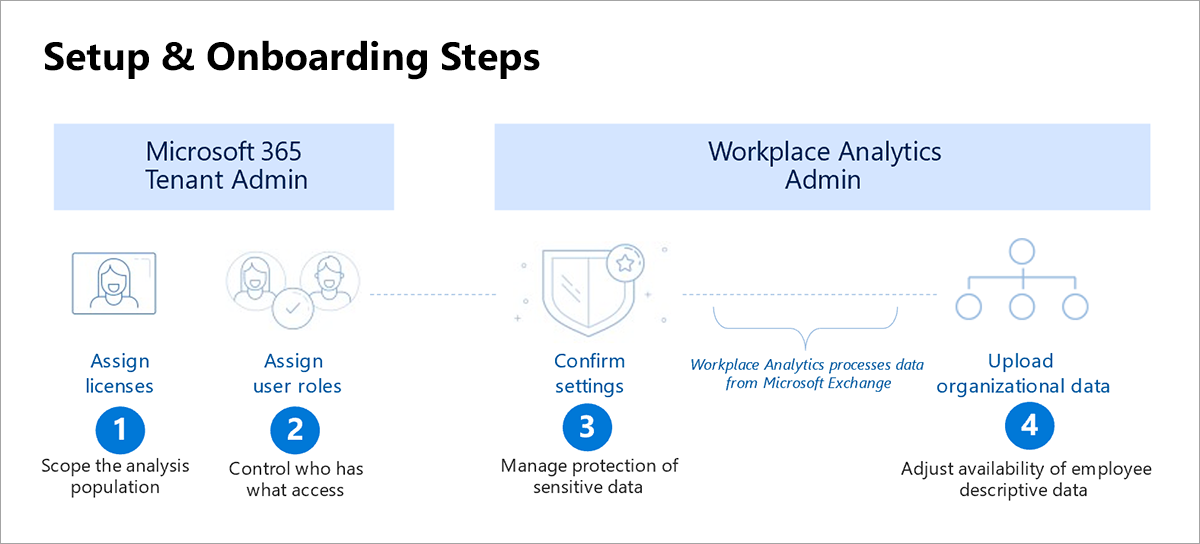 Setup & Onboarding Steps
Microsoft 365
Tenant Admin
Workplace Analytics
Admin
Assign
licenses
1
Scope the analysis
population
Assign
user roles
2
Control who has
what access
Confirm
settings
3
Manage protection of
sensitive data
Workplace Analytics processes data
from Microsoft Exchange
Upload
organizational data
4
Adjust availability of employee
descriptive data